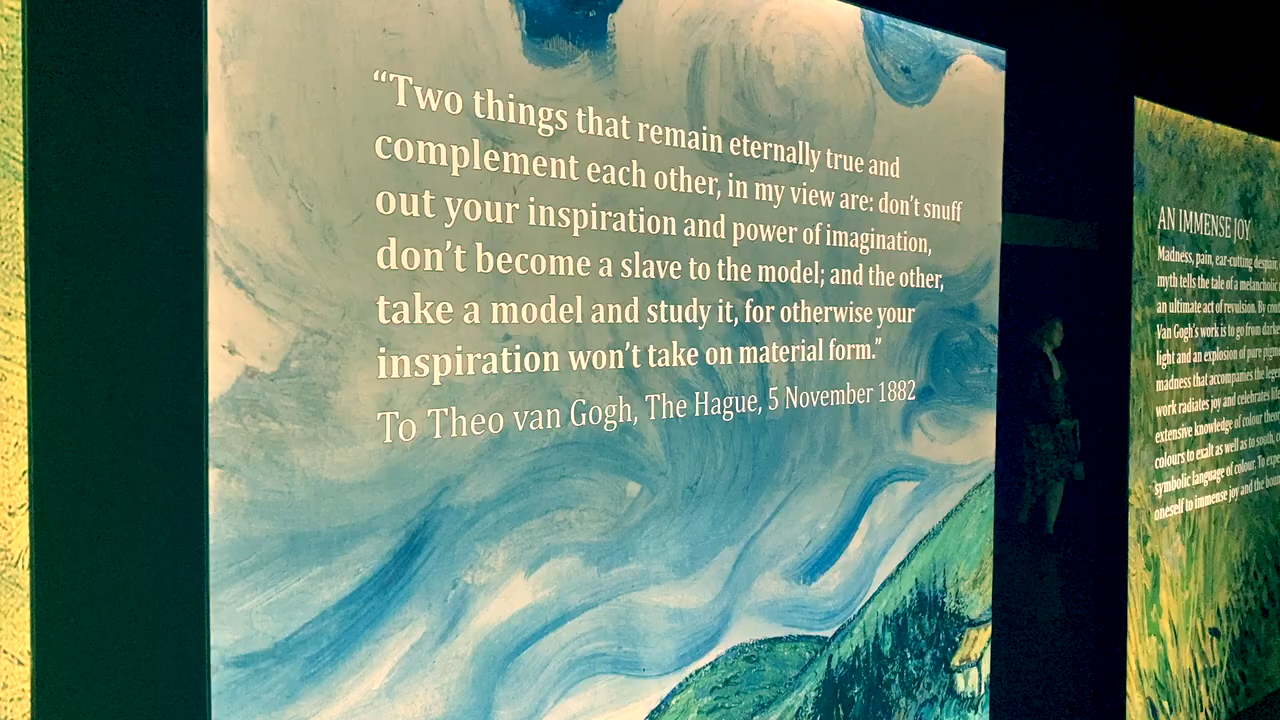 “Two things that remain eternally true and
complement each other, in my view are: don’t snuff
out your inspiration and power of imagination,
don’t become a slave to the model; and the other,
take a model and study it, for otherwise your
inspiration won’t take on material form.”
To Theo van Gogh, The Hague, 5 November 1882
AN IMMENSE JOY
Madness, pain, ear-cutting despair
myth tells the tale of a melancholic
an ultimate act of revulsion. By
Van Gogh’s work is to go from
light and an explosion of pure
madness that accompanies the
work radiates joy and celebrates
extensive knowledge of colour
colours to exalt as well as to south,
symbolic language of colour. To
oneself to immense joy and the